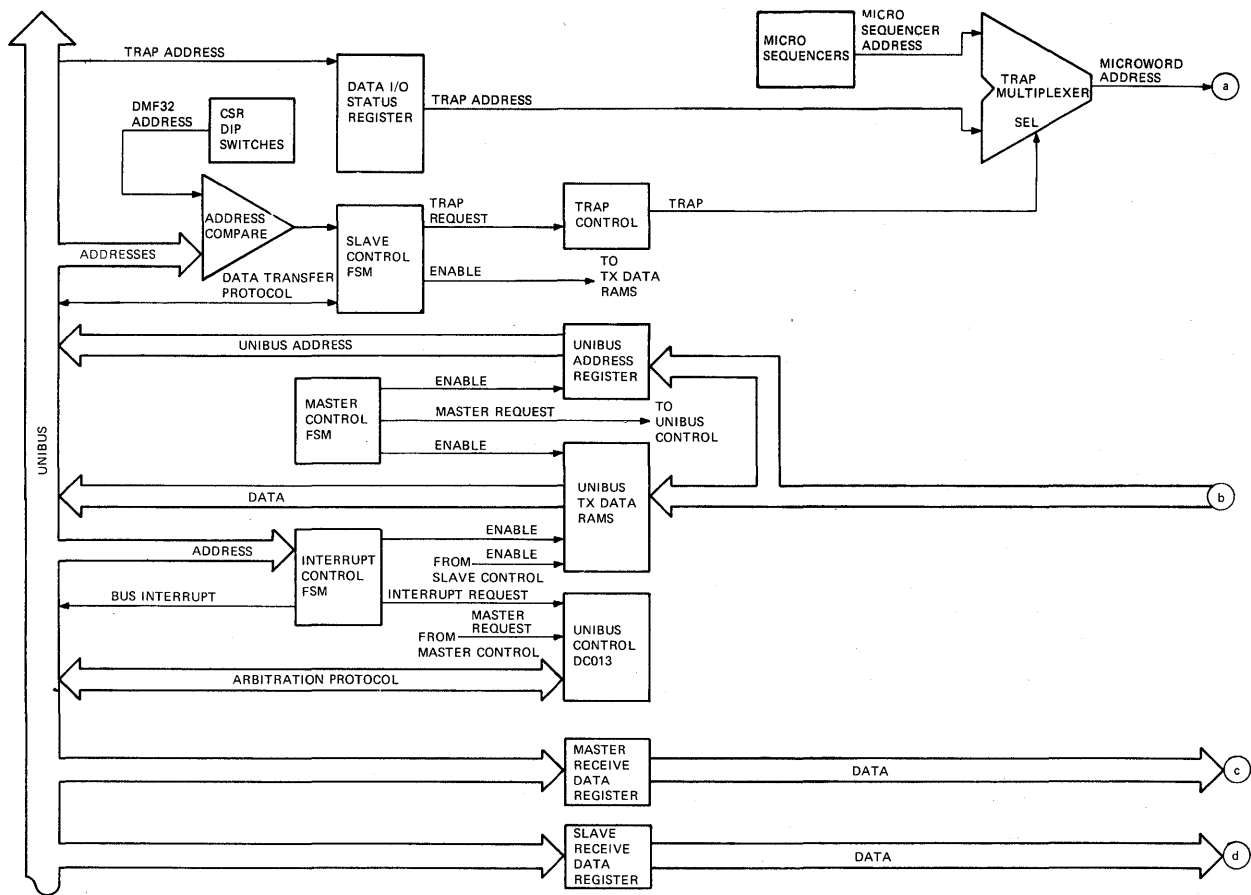 TRAP ADDRESS
DMF32
ADDRESS
CSR
DIP
SWITCHES
DATA I/O
STATUS
REGISTER
TRAP ADDRESS
MICRO
SEQUENCERS
MICRO
SEQUENCER
ADDRESS
TRAP
MULTIPLEXER
SEL
MICROWORD
ADDRESS
a
ADDRESS
COMPARE
ADDRESSES
DATA TRANSFER
PROTOCOL
SLAVE
CONTROL
FSM
TRAP
REQUEST
TRAP
CONTROL
TRAP
ENABLE
TO
TX DATA
RAMS
UNIBUS
UNIBUS ADDRESS
UNIBUS
ADDRESS
REGISTER
MASTER
CONTROL
FSM
ENABLE
MASTER REQUEST
TO
UNIBUS
CONTROL
ENABLE
DATA
UNIBUS
TX DATA
RAMS
b
ADDRESS
INTERRUPT
CONTROL
FSM
ENABLE
ENABLE
FROM
SLAVE CONTROL
BUS INTERRUPT
INTERRUPT REQUEST
MASTER
REQUEST
FROM
MASTER CONTROL
UNIBUS
CONTROL
DC013
ARBITRATION PROTOCOL
MASTER
RECEIVE
DATA
REGISTER
DATA
c
SLAVE
RECEIVE
DATA
REGISTER
DATA
d